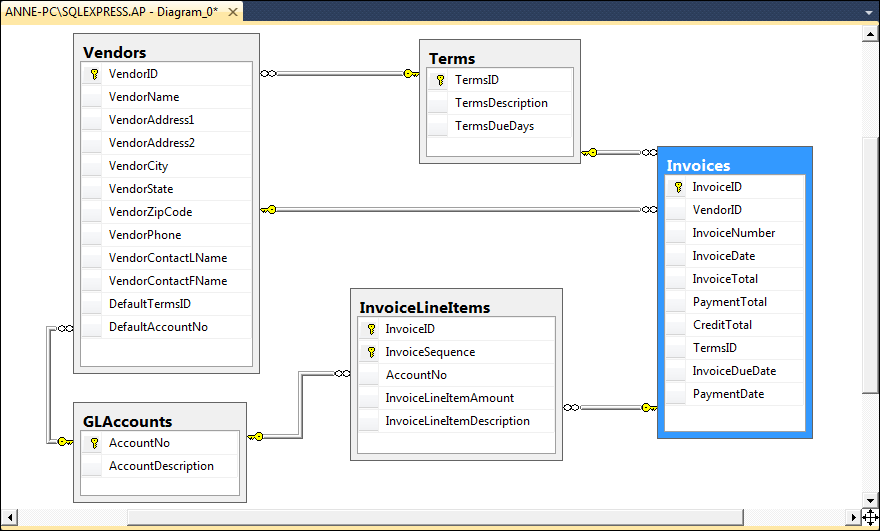 ANNE-PC\SQLEXPRESS.AP - Diagram_0*
Vendors
VendorID
VendorName
VendorAddress1
VendorAddress2
VendorCity
VendorState
VendorZipCode
VendorPhone
VendorContactLName
VendorContactFName
DefaultTermsID
DefaultAccountNo
Terms
TermsID
TermsDescription
TermsDueDays
Invoices
InvoiceID
VendorID
InvoiceNumber
InvoiceDate
InvoiceTotal
PaymentTotal
CreditTotal
TermsID
InvoiceDueDate
PaymentDate
InvoiceLineItems
InvoiceID
InvoiceSequence
AccountNo
InvoiceLineItemAmount
InvoiceLineItemDescription
GLAccounts
AccountNo
AccountDescription